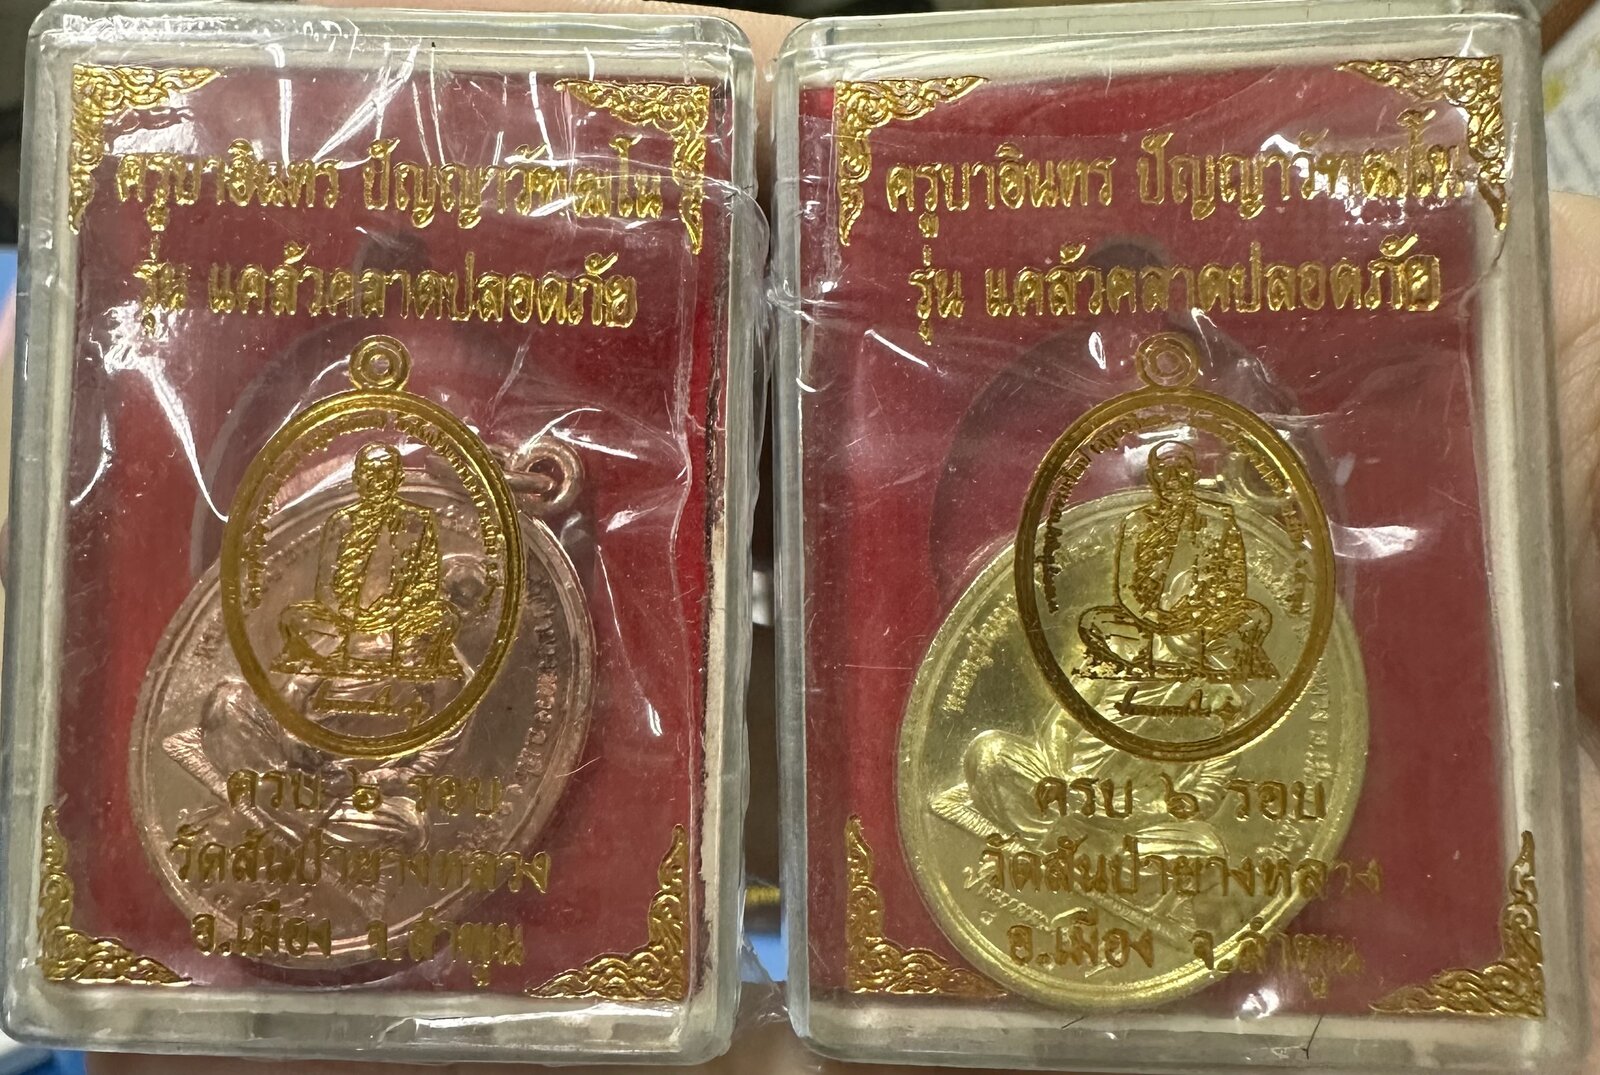 ครูบาอินทร ปัญญาวัฑฒโน
รุ่น แคล้วคลาดปลอดภัย
ครบ ๖ รอบ
วัดสันป่ายางหลวง
อ.เมือง จ.ลำพูน
ครูบาอินทร ปัญญาวัฑฒโน
รุ่น แคล้วคลาดปลอดภัย
ครบ ๖ รอบ
วัดสันป่ายางหลวง
อ.เมือง จ.ลำพูน